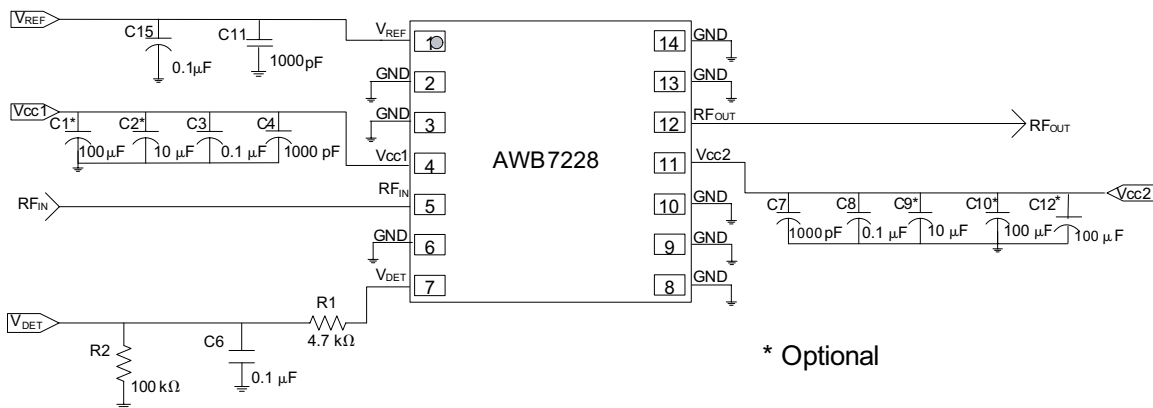 VREF
C15
0.1µF
C11
1000pF
VREF
1
GND
2
GND
3
Vcc1
C1*
100 µF
C2*
10 µF
C3
0.1 µF
C4
1000 pF
Vcc1
4
RFIN
RFIN
5
GND
6
VDET
7
VDET
R2
100 kΩ
C6
0.1 µF
R1
4.7 kΩ
AWB7228
14
GND
13
GND
12
RFOUT
RFOUT
11
Vcc2
10
GND
9
GND
8
GND
C7
1000pF
C8
0.1 µF
C9*
10 µF
C10*
100 µF
C12*
100 µF
Vcc2
* Optional